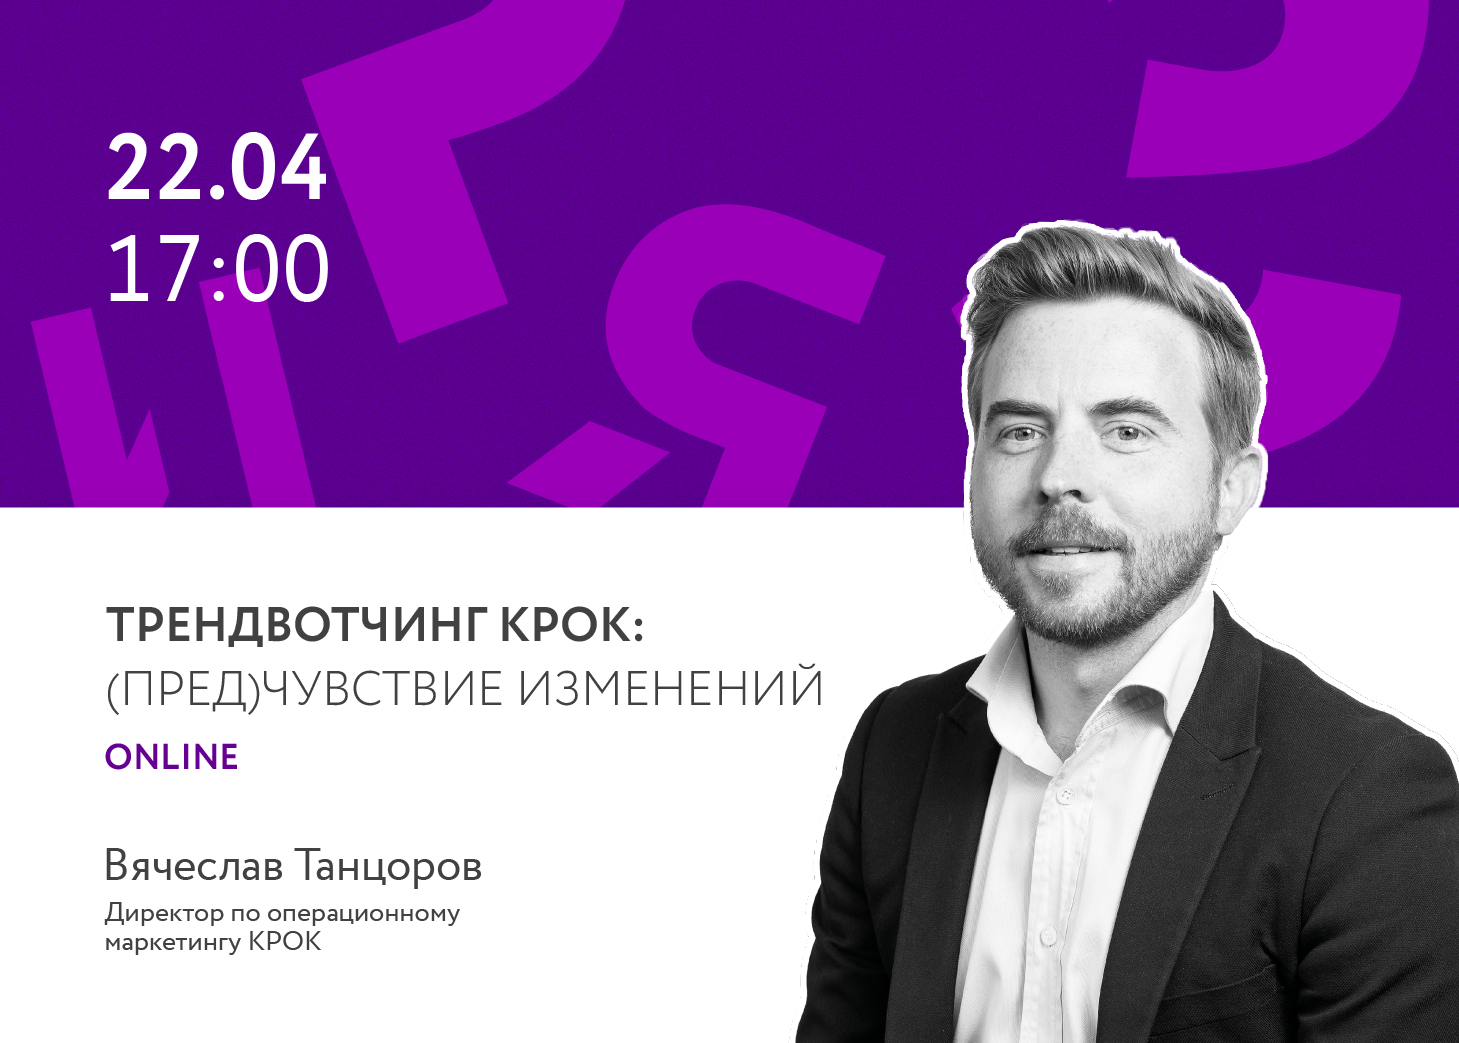 22.04
17:00
ТРЕНДВОТЧИНГ КРОК:
(ПРЕД)ЧУВСТВИЕ ИЗМЕНЕНИЙ
ONLINE
Вячеслав Танцоров
Директор по операционному
маркетингу КРОК